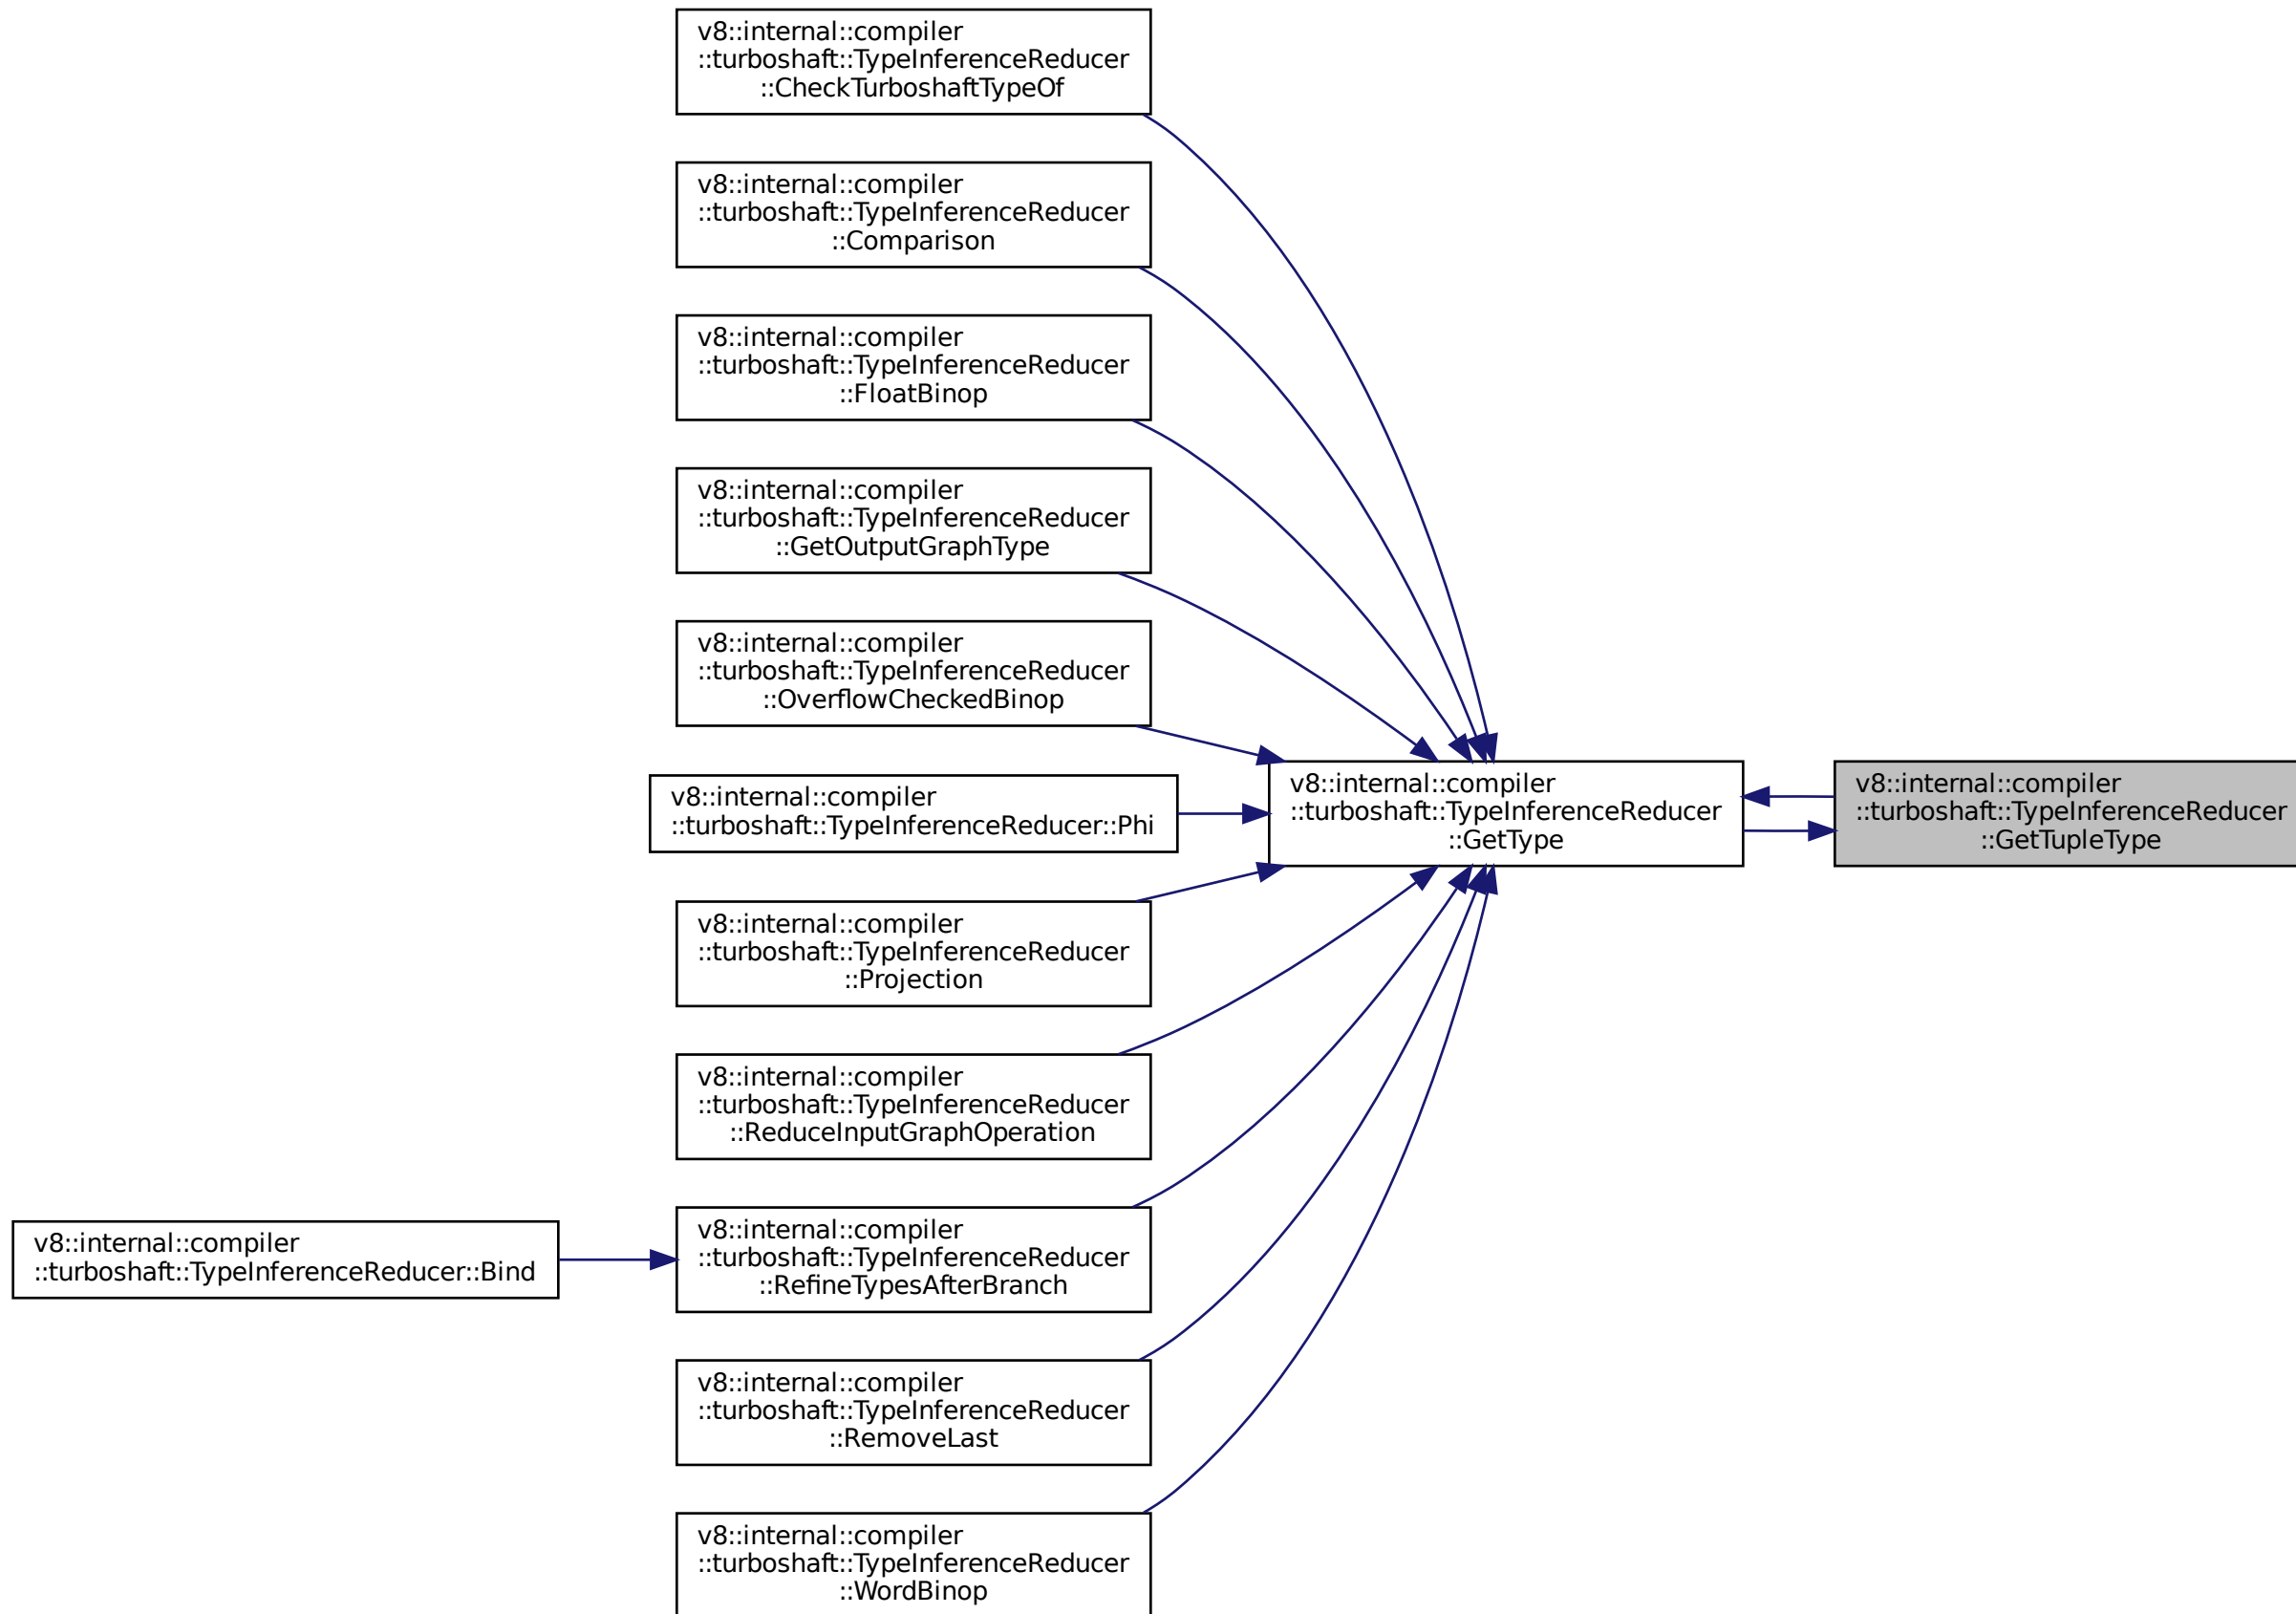 v8::internal::compiler
::turboshaft::TypeInferenceReducer
::CheckTurboshaftTypeOf
v8::internal::compiler
::turboshaft::TypeInferenceReducer
::Comparison
v8::internal::compiler
::turboshaft::TypeInferenceReducer
::FloatBinop
v8::internal::compiler
::turboshaft::TypeInferenceReducer
::GetOutputGraphType
v8::internal::compiler
::turboshaft::TypeInferenceReducer
::OverflowCheckedBinop
v8::internal::compiler
::turboshaft::TypeInferenceReducer::Phi
v8::internal::compiler
::turboshaft::TypeInferenceReducer
::GetType
v8::internal::compiler
::turboshaft::TypeInferenceReducer
::GetTupleType
v8::internal::compiler
::turboshaft::TypeInferenceReducer
::Projection
v8::internal::compiler
::turboshaft::TypeInferenceReducer
::ReduceInputGraphOperation
v8::internal::compiler
::turboshaft::TypeInferenceReducer::Bind
v8::internal::compiler
::turboshaft::TypeInferenceReducer
::RefineTypesAfterBranch
v8::internal::compiler
::turboshaft::TypeInferenceReducer
::RemoveLast
v8::internal::compiler
::turboshaft::TypeInferenceReducer
::WordBinop